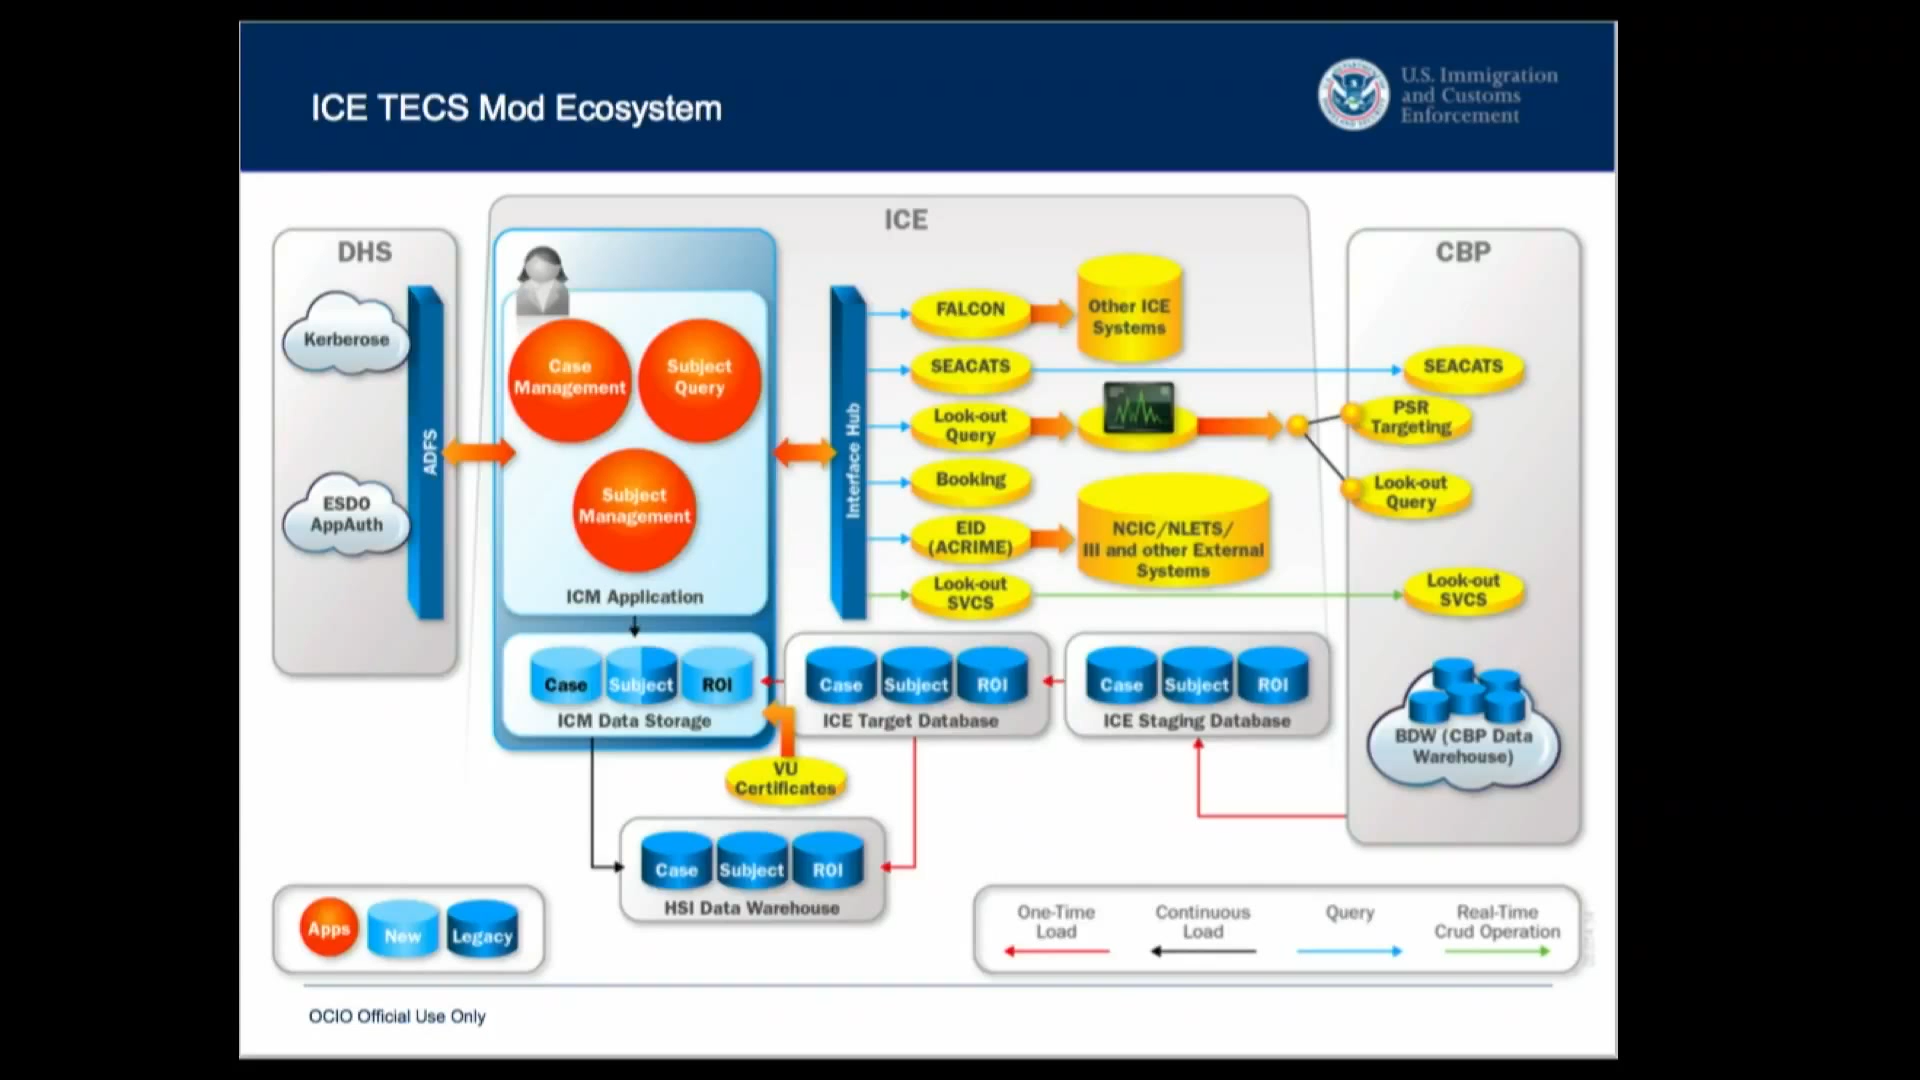 ICE TECS Mod Ecosystem
U.S. Immigration
and Customs
Enforcement
DHS
Kerberose
ESDO
AppAuth
ADFS
ICE
Case
Management
Subject
Query
Subject
Management
ICM Application
Case
Subject
ROI
ICM Data Storage
Interface Hub
FALCON
Other ICE
Systems
SEACATS
Look-out
Query
Booking
EID
(ACRIME)
NCIC/NLETS/
III and other External
Systems
Look-out
SVCS
CBP
SEACATS
PSR
Targeting
Look-out
Query
Look-out
SVCS
BDW (CBP Data
Warehouse)
Case
Subject
ROI
ICE Target Database
Case
Subject
ROI
ICE Staging Database
VU
Certificates
Case
Subject
ROI
HSI Data Warehouse
Apps
New
Legacy
One-Time
Load
Continuous
Load
Query
Real-Time
Crud Operation
OCIO Official Use Only